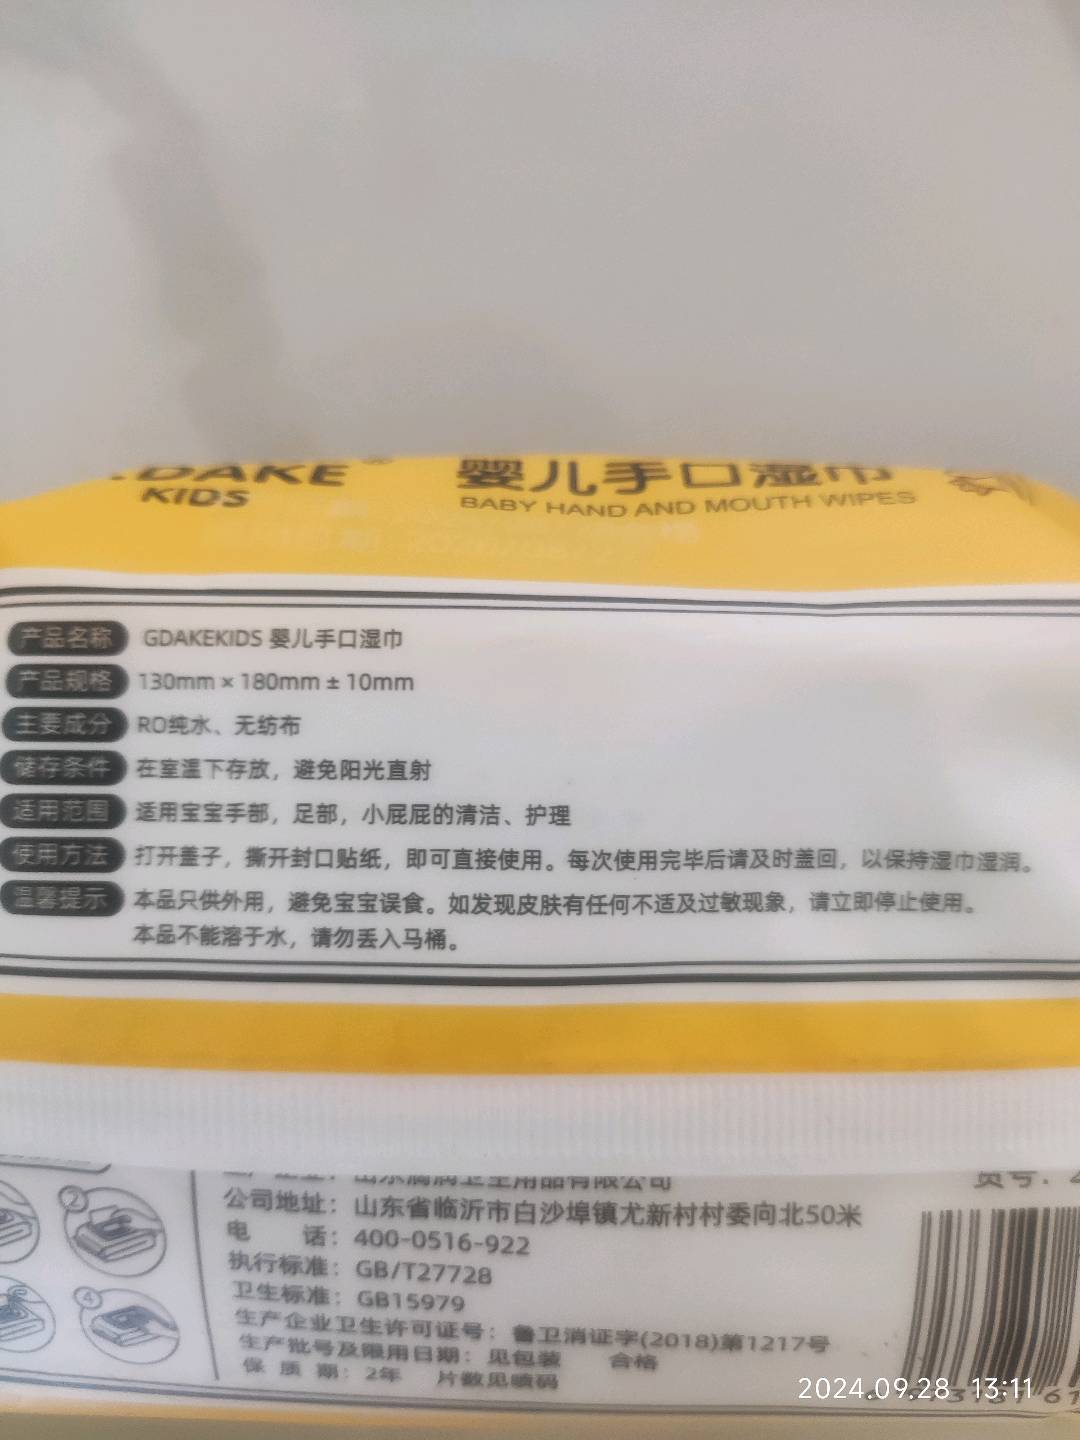 GDAKE®
KIDS
婴儿手口湿巾
BABY HAND AND MOUTH WIPES
产品名称 GDAKEKIDS 婴儿手口湿巾
产品规格 130mm × 180mm ± 10mm
主要成分 RO纯水、无纺布
储存条件 在室温下存放，避免阳光直射
适用范围 适用宝宝手部，足部，小屁屁的清洁、护理
使用方法 打开盖子，撕开封口贴纸，即可直接使用。每次使用完毕后请及时盖回，以保持湿巾湿润。
温馨提示 本品只供外用，避免宝宝误食。如发现皮肤有任何不适及过敏现象，请立即停止使用。
本品不能溶于水，请勿丢入马桶。
卫生用品有限公司
货号：
公司地址：山东省临沂市白沙埠镇尤新村村委向北50米
电 话：400-0516-922
执行标准：GB/T27728
卫生标准：GB15979
生产企业卫生许可证号：鲁卫消证字(2018)第1217号
生产批号及限用日期：见包装 合格
保 质 期：2年 片数见喷码
②
④
2024.09.28 13:11